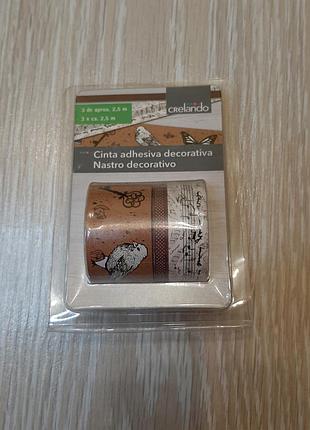 crelando
3 de aprox. 2,5 m
3 x ca. 2,5 m
Cinta adhesiva decorativa
Nastro decorativo